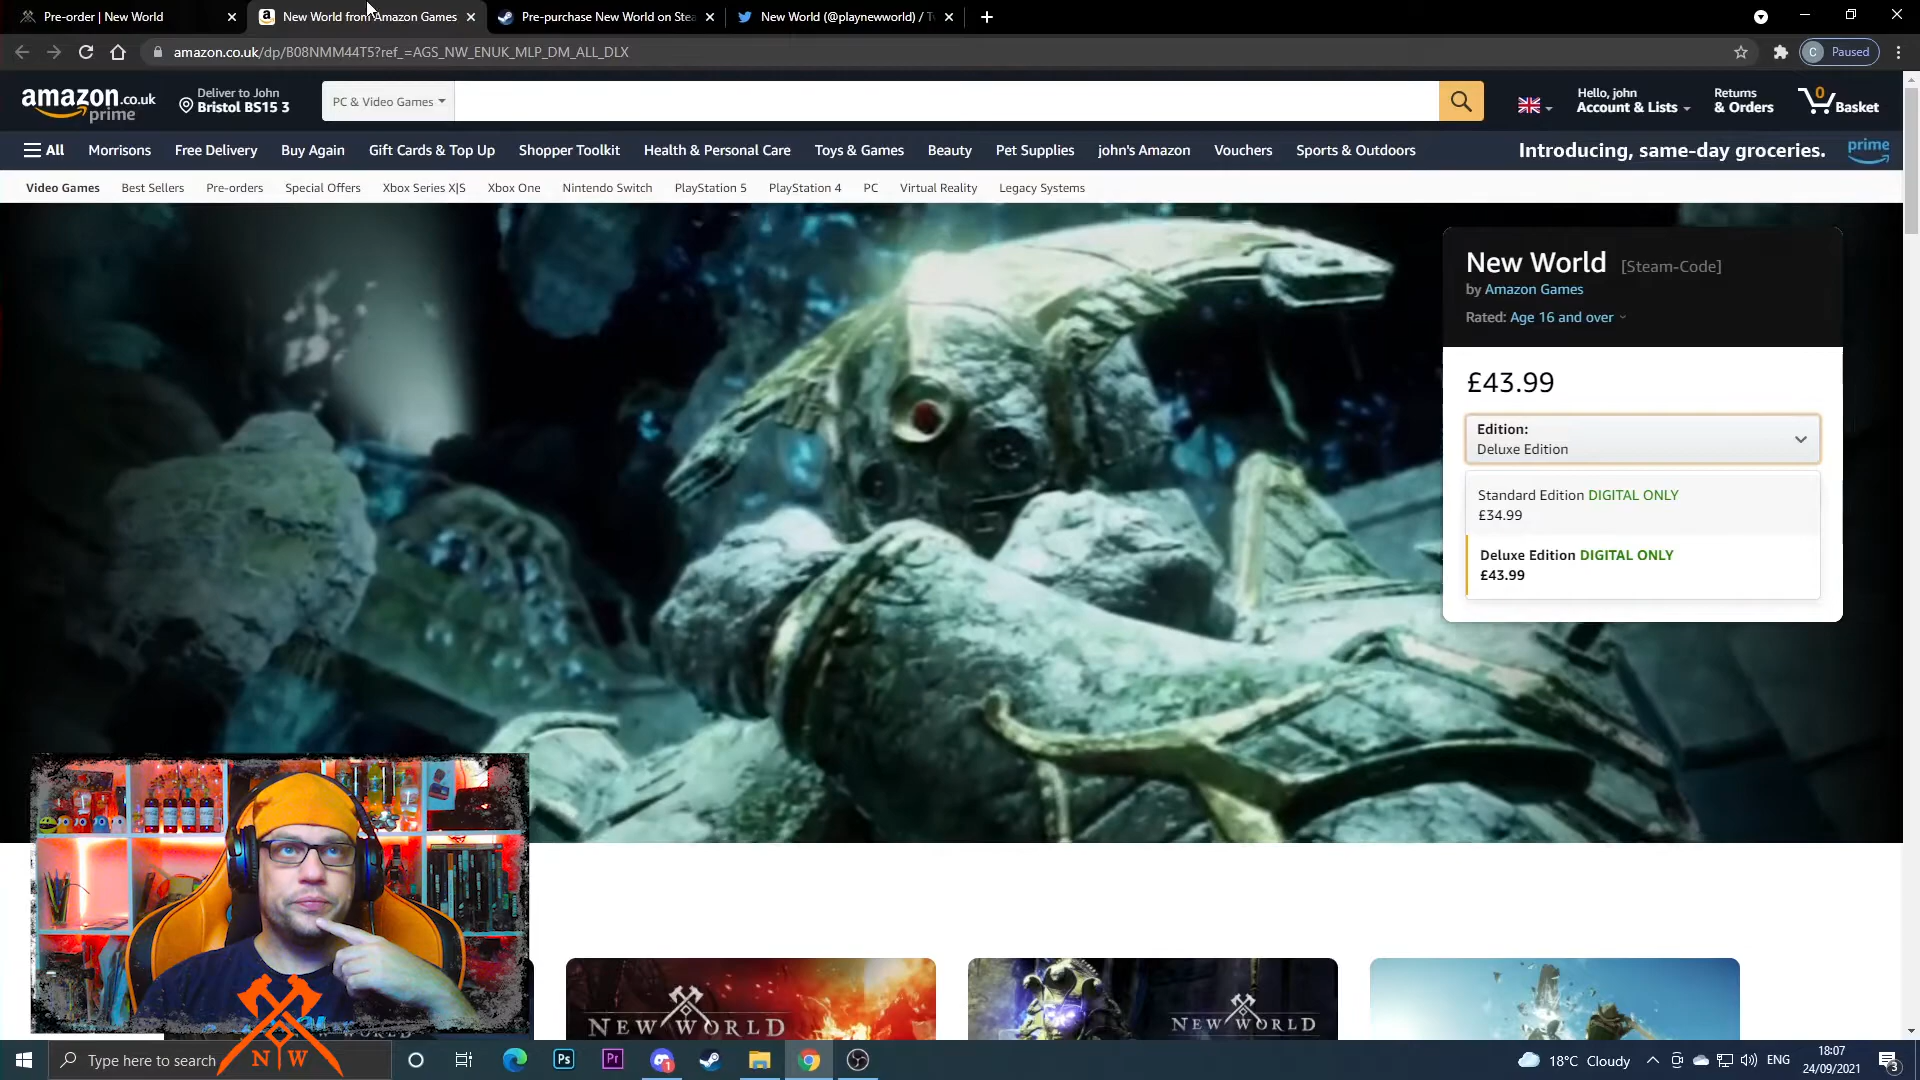 Pre-order | New World
New World from Amazon Games
Pre-purchase New World on Stea
New World (@playnewworld) / Tw
amazon.co.uk/dp/B08NMM44T5?ref_=AGS_NW_ENUK_MLP_DM_ALL_DLX
C Paused
amazon.co.uk
prime
Deliver to John
Bristol BS15 3
PC & Video Games
Hello, john
Account & Lists
Returns
& Orders
0
Basket
All
Morrisons
Free Delivery
Buy Again
Gift Cards & Top Up
Shopper Toolkit
Health & Personal Care
Toys & Games
Beauty
Pet Supplies
john's Amazon
Vouchers
Sports & Outdoors
Introducing, same-day groceries.
prime
Video Games
Best Sellers
Pre-orders
Special Offers
Xbox Series X|S
Xbox One
Nintendo Switch
PlayStation 5
PlayStation 4
PC
Virtual Reality
Legacy Systems
New World [Steam-Code]
by Amazon Games
Rated: Age 16 and over
£43.99
Edition:
Deluxe Edition
Standard Edition DIGITAL ONLY
£34.99
Deluxe Edition DIGITAL ONLY
£43.99
NEW WORLD
NEW WORLD
N W
Type here to search
Ps
Pr
1
18°C Cloudy
ENG
18:07
24/09/2021
3